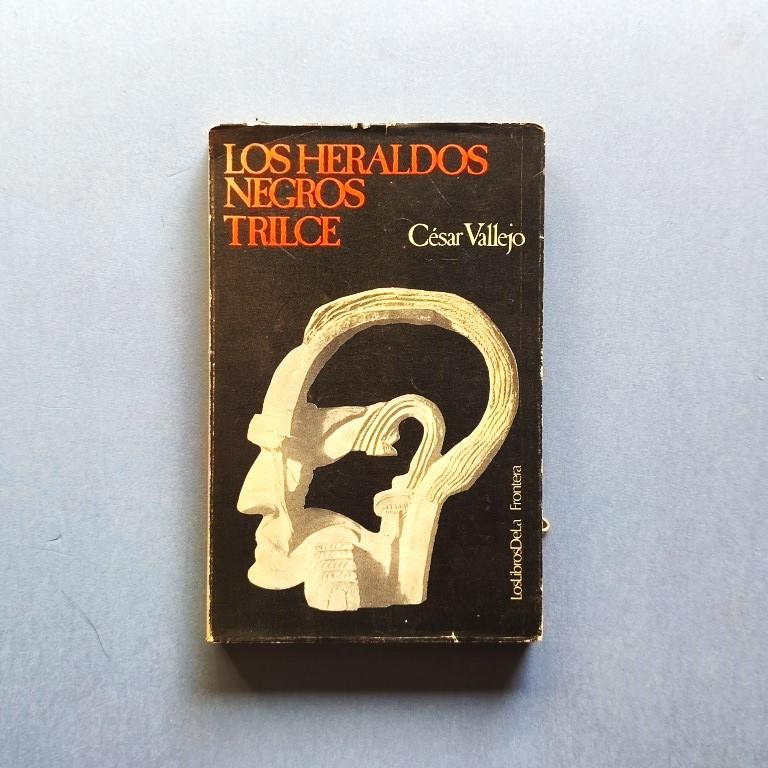 LOS HERALDOS
NEGROS
TRILCE
César Vallejo
LosLibrosDeLa Frontera